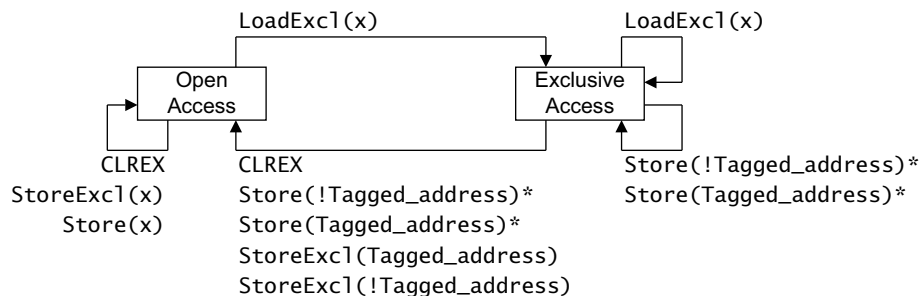 LoadExcl(x)
LoadExcl(x)
Open
Access
Exclusive
Access
CLREX
StoreExcl(x)
Store(x)
CLREX
Store(!Tagged_address)*
Store(Tagged_address)*
StoreExcl(Tagged_address)
StoreExcl(!Tagged_address)
Store(!Tagged_address)*
Store(Tagged_address)*